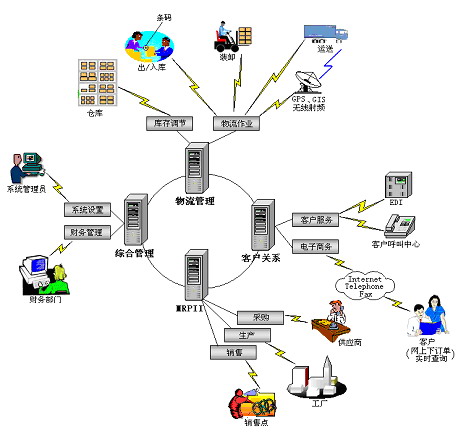 条码
出/入库
装卸
运送
仓库
GPS、GIS
无线射频
库存调节
物流作业
系统管理员
物流管理
EDI
系统设置
客户服务
财务管理
客户呼叫中心
综合管理
客户关系
电子商务
财务部门
Internet
Telephone
Fax
MRPII
采购
供应商
客户
(网上下订单
实时查询)
生产
销售
工厂
销售点